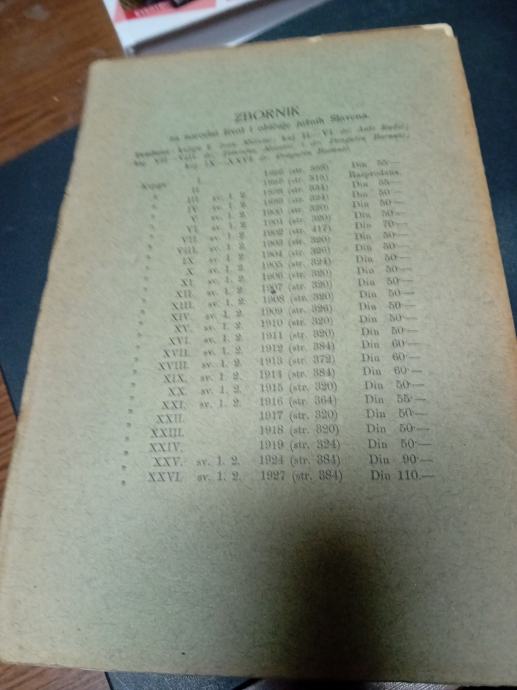 ZBORNIK
za narodni život i običaje južnih Slavena.
knjiga I. knj. II—VI dr. Ante Radić;
knj. VII—VIII dr. i dr. Dragutin Boranić;
knj. IX—XXVI dr. Dragutin Boranić.
Knjiga I. 1896 (str. 368) Din 55·—
„ II. (str. 515) Rasprodana.
„ III. sv. 1. 2. 1898 (str. 334) Din 55·—
„ IV. sv. 1. 2. 1899 (str. 324) Din 50·—
„ V. sv. 1. 2. 1900 (str. 320) Din 50·—
„ VI. sv. 1. 2. 1901 (str. 320) Din 50·—
„ VII. sv. 1. 2. 1902 (str. 417) Din 70·—
„ VIII. sv. 1. 2. 1903 (str. 320) Din 50·—
„ IX. sv. 1. 2. 1904 (str. 326) Din 50·—
„ X. sv. 1. 2. 1905 (str. 324) Din 50·—
„ XI. sv. 1. 2. 1906 (str. 320) Din 50·—
„ XII. sv. 1. 2. 1907 (str. 320) Din 50·—
„ XIII. sv. 1. 2. 1908 (str. 320) Din 50·—
„ XIV. sv. 1. 2. 1909 (str. 326) Din 50·—
„ XV. sv. 1. 2. 1910 (str. 320) Din 50·—
„ XVI. sv. 1. 2. 1911 (str. 320) Din 50·—
„ XVII. sv. 1. 2. 1912 (str. 384) Din 60·—
„ XVIII. sv. 1. 2. 1913 (str. 372) Din 60·—
„ XIX. sv. 1. 2. 1914 (str. 384) Din 60·—
„ XX. sv. 1. 2. 1915 (str. 320) Din 50·—
„ XXI. sv. 1. 2. 1916 (str. 364) Din 55·—
„ XXII. 1917 (str. 320) Din 50·—
„ XXIII. 1918 (str. 320) Din 50·—
„ XXIV. 1919 (str. 324) Din 50·—
„ XXV. sv. 1. 2. 1924 (str. 384) Din 90·—
„ XXVI. sv. 1. 2. 1927 (str. 384) Din 110.—